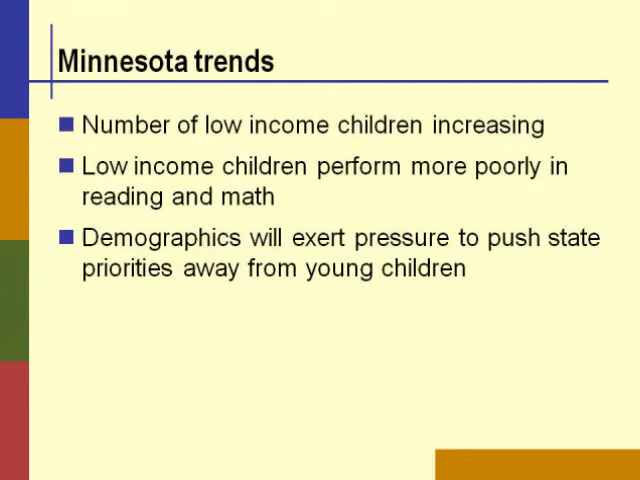 Minnesota trends
Number of low income children increasing
Low income children perform more poorly in
reading and math
Demographics will exert pressure to push state
priorities away from young children